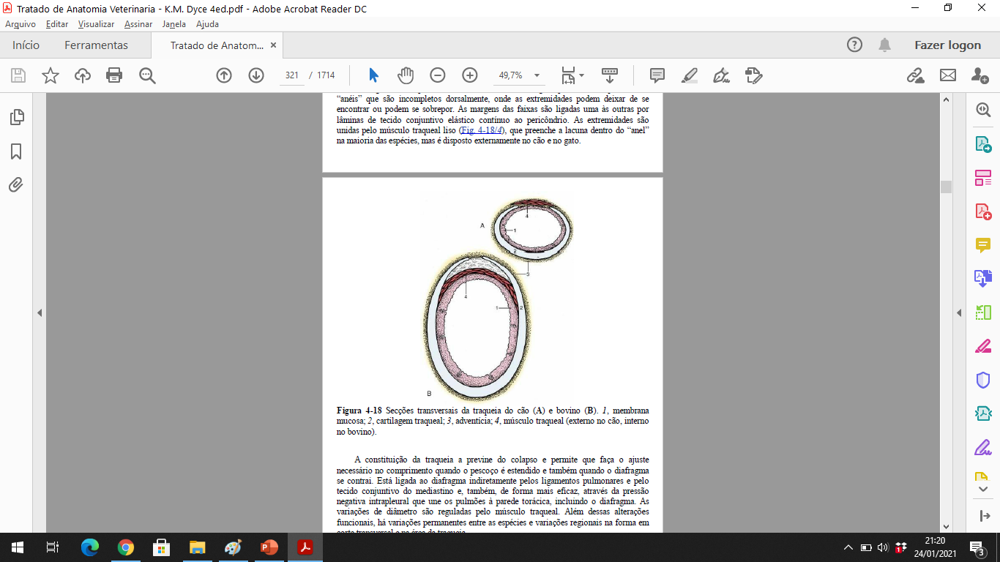 Tratado de Anatomia Veterinaria - K.M. Dyce 4ed.pdf - Adobe Acrobat Reader DC
Arquivo Editar Visualizar Assinar Janela Ajuda
Início Ferramentas Tratado de Anatom... × Fazer logon
321 / 1714 49,7%
“anéis” que são incompletos dorsalmente, onde as extremidades podem deixar de se
encontrar ou podem se sobrepor. As margens das faixas são ligadas uma às outras por
lâminas de tecido conjuntivo elástico contínuo ao pericôndrio. As extremidades são
unidas pelo músculo traqueal liso (Fig. 4-18/4), que preenche a lacuna dentro do “anel”
na maioria das espécies, mas é disposto externamente no cão e no gato.
A
4
1
2
3
4
1
2
B
Figura 4-18 Secções transversais da traqueia do cão (A) e bovino (B). 1, membrana
mucosa; 2, cartilagem traqueal; 3, adventícia; 4, músculo traqueal (externo no cão, interno
no bovino).
A constituição da traqueia a previne do colapso e permite que faça o ajuste
necessário no comprimento quando o pescoço é estendido e também quando o diafragma
se contrai. Está ligada ao diafragma indiretamente pelos ligamentos pulmonares e pelo
tecido conjuntivo do mediastino e, também, de forma mais eficaz, através da pressão
negativa intrapleural que une os pulmões à parede torácica, incluindo o diafragma. As
variações de diâmetro são reguladas pelo músculo traqueal. Além dessas alterações
funcionais, há variações permanentes entre as espécies e variações regionais na forma em
21:20
24/01/2021
1
3